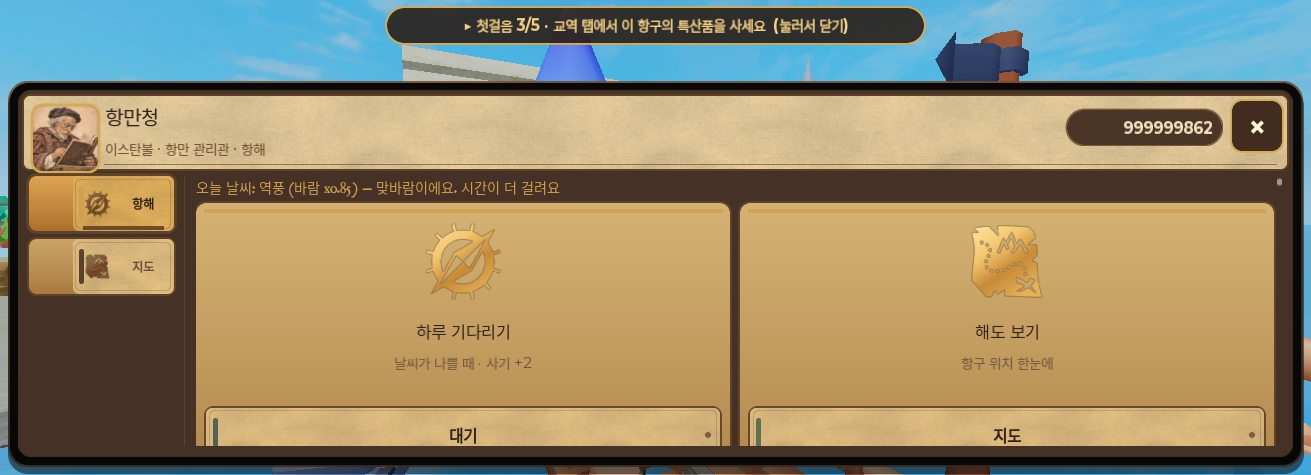 ▸ 첫걸음 3/5 · 교역 탭에서 이 항구의 특산품을 사세요 (눌러서 닫기)
항만청
이스탄불 · 항만 관리관 · 항해
999999862
×
항해
지도
오늘 날씨: 역풍 (바람 x0.85) — 맞바람이에요. 시간이 더 걸려요
하루 기다리기
날씨가 나쁠 때 · 사기 +2
대기
해도 보기
항구 위치 한눈에
지도